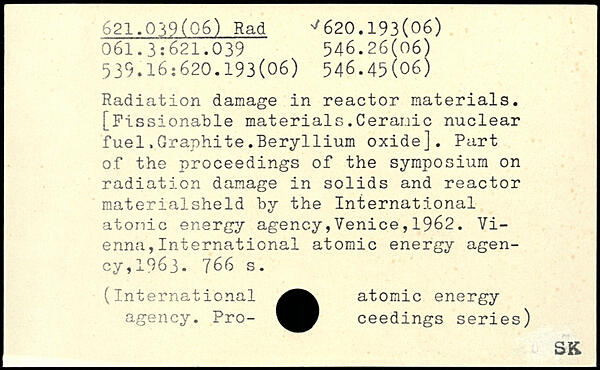 621.039(06) Rad ✓620.193(06)
061.3:621.039 546.26(06)
539.16:620.193(06) 546.45(06)
Radiation damage in reactor materials.
[Fissionable materials.Ceramic nuclear
fuel.Graphite.Beryllium oxide]. Part
of the proceedings of the symposium on
radiation damage in solids and reactor
materialsheld by the International
atomic energy agency,Venice,1962. Vi-
enna,International atomic energy agen-
cy,1963. 766 s.
(International atomic energy
agency. Pro- ceedings series)
SK